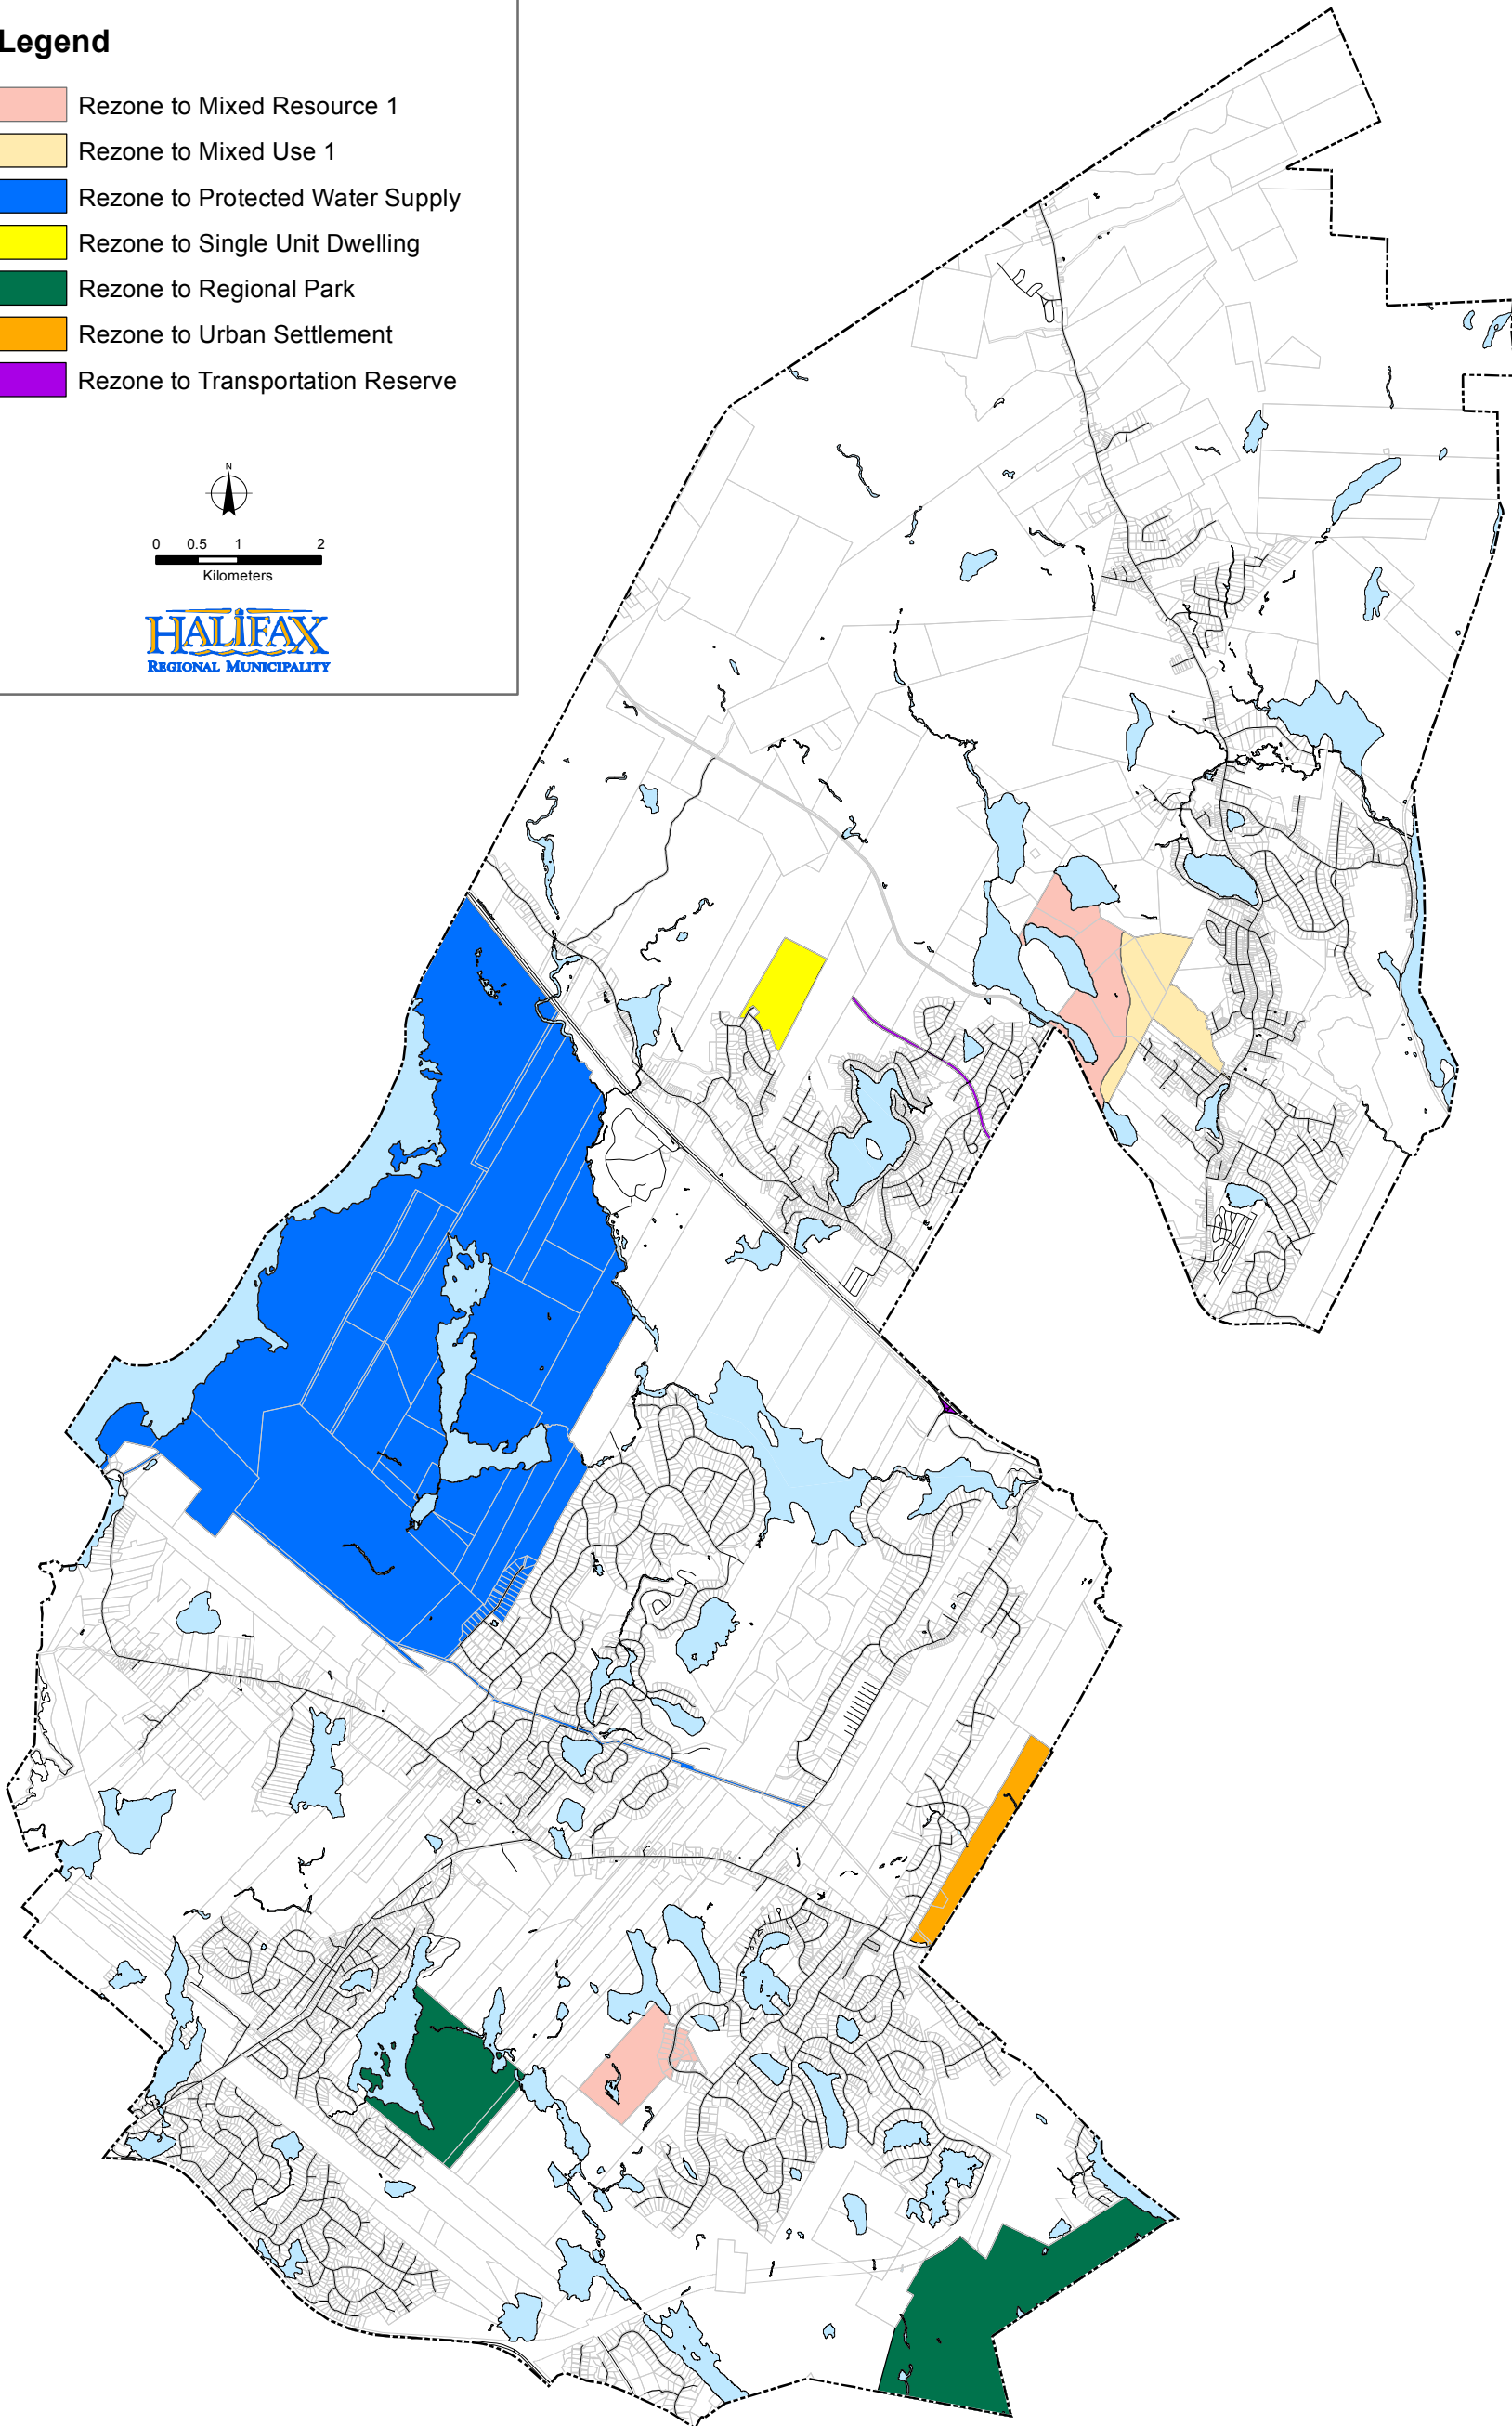 Legend
Rezone to Mixed Resource 1
Rezone to Mixed Use 1
Rezone to Protected Water Supply
Rezone to Single Unit Dwelling
Rezone to Regional Park
Rezone to Urban Settlement
Rezone to Transportation Reserve
N
0 0.5 1 2
Kilometers
HALIFAX
REGIONAL MUNICIPALITY